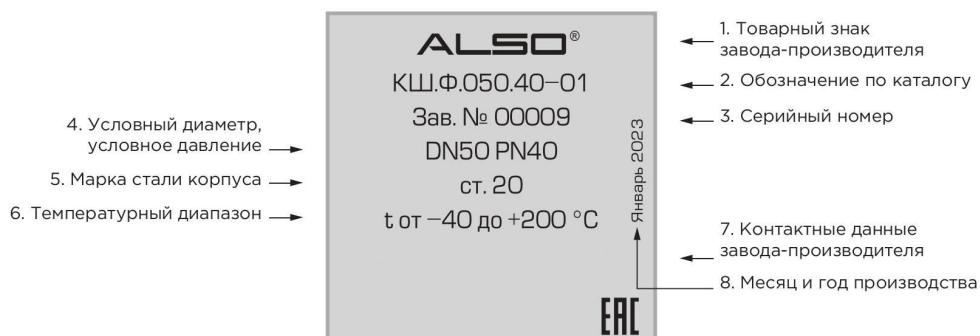 ALSO®
КШ.Ф.050.40–01
Зав. № 00009
DN50 PN40
ст. 20
t от –40 до +200 °C
Январь 2023
EAC
1. Товарный знак
завода-производителя
2. Обозначение по каталогу
3. Серийный номер
4. Условный диаметр,
условное давление
5. Марка стали корпуса
6. Температурный диапазон
7. Контактные данные
завода-производителя
8. Месяц и год производства